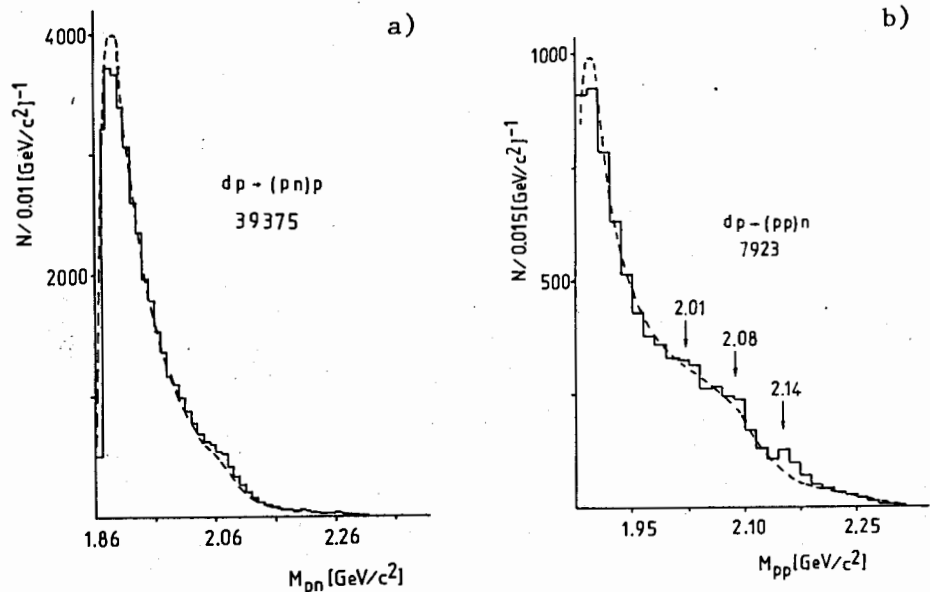 a)
4000
2000
N/ 0.01 [GeV/c²]⁻¹
dp → (pn)p
39375
1.86
2.06
2.26
Mpn [GeV/c²]
b)
1000
500
N/ 0.015 [GeV/c²]⁻¹
dp → (pp)n
7923
2.01
2.08
2.14
1.95
2.10
2.25
Mpp [GeV/c²]